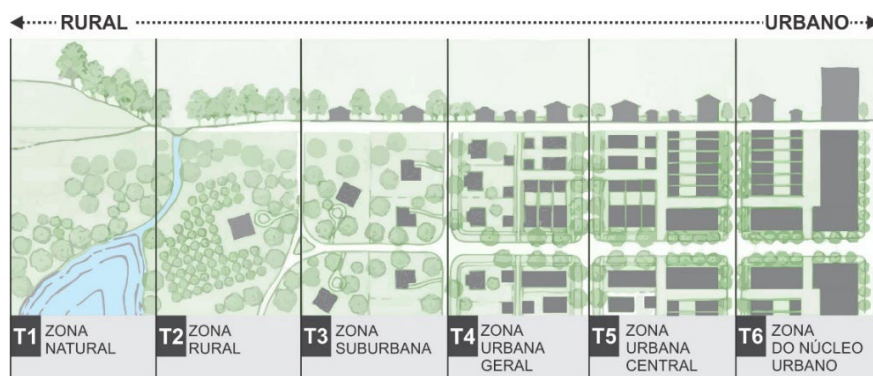 RURAL
URBANO
T1 ZONA
NATURAL
T2 ZONA
RURAL
T3 ZONA
SUBURBANA
T4 ZONA
URBANA
GERAL
T5 ZONA
URBANA
CENTRAL
T6 ZONA
DO NÚCLEO
URBANO